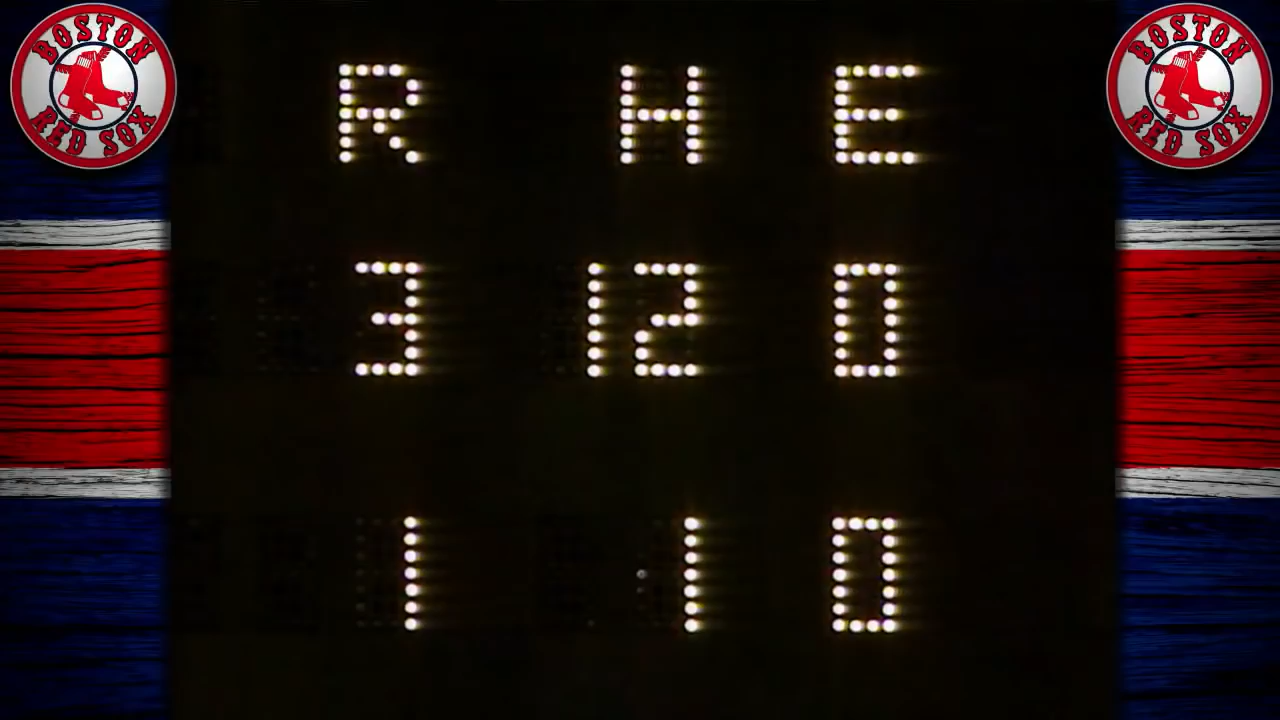 BOSTON BOSTON
RED SOX RED SOX
R H E
3 12 0
1 1 0